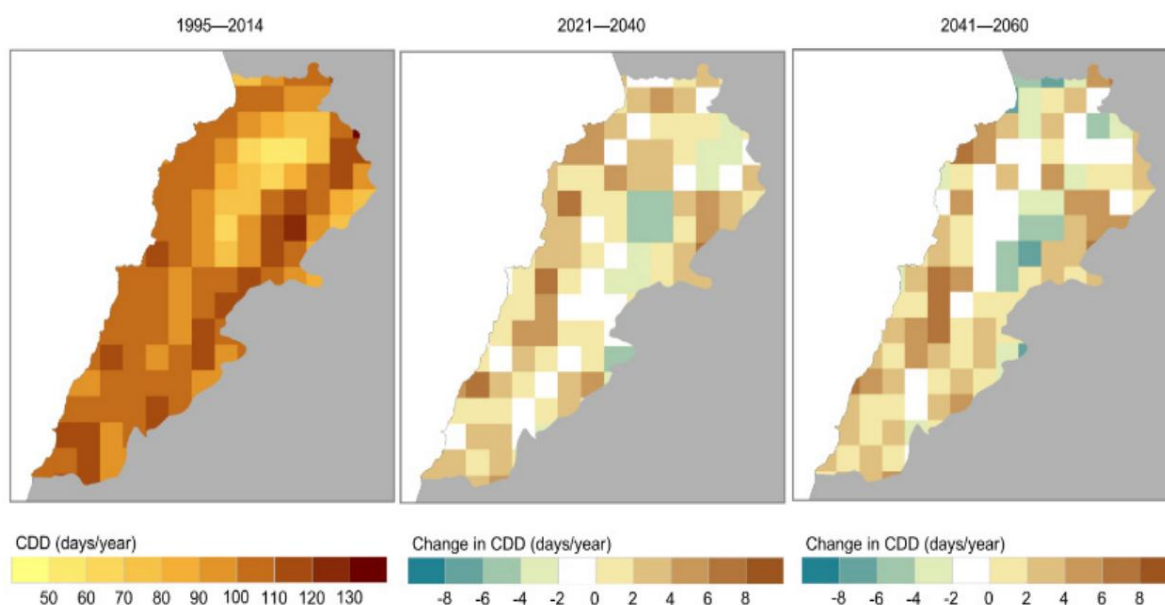 1995—2014
2021—2040
2041—2060
CDD (days/year)
50 60 70 80 90 100 110 120 130
Change in CDD (days/year)
-8 -6 -4 -2 0 2 4 6 8
Change in CDD (days/year)
-8 -6 -4 -2 0 2 4 6 8